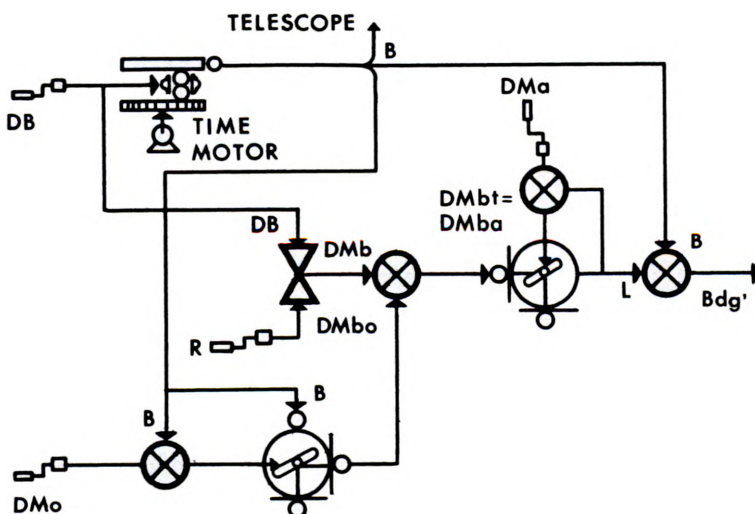 TELESCOPE
B
DB
TIME
MOTOR
DMa
DMbt=
DMba
DB
DMb
B
L
Bdg'
DMbo
R
B
B
DMo